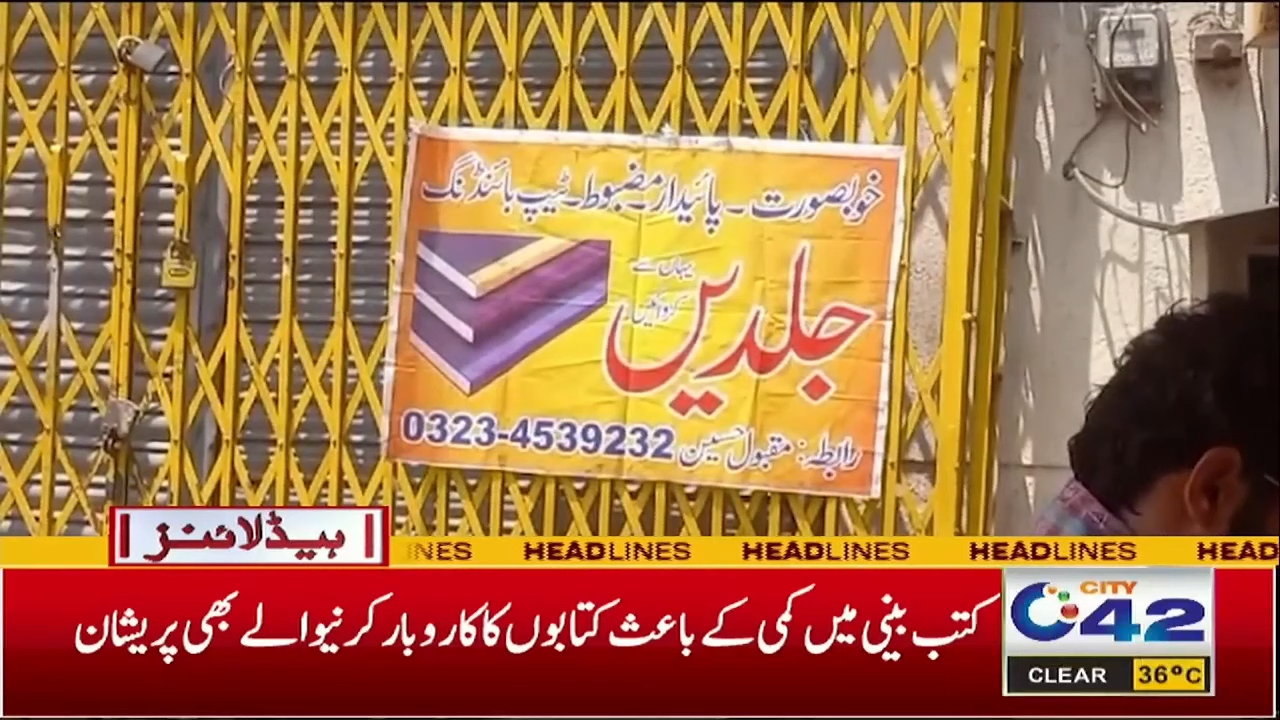 خوبصورت ۔ پائیدار ۔ مضبوط ۔ ٹیپ بائنڈنگ
یہاں سے
جلدیں
کروائیں
رابطہ: مقبول حسین 0323-4539232
ہیڈلائنز
INES HEADLINES HEADLINES HEADLINES HEAD
کتب بینی میں کمی کے باعث کتابوں کا کاروبار کرنیوالے بھی پریشان
CITY
42
CLEAR 36°C